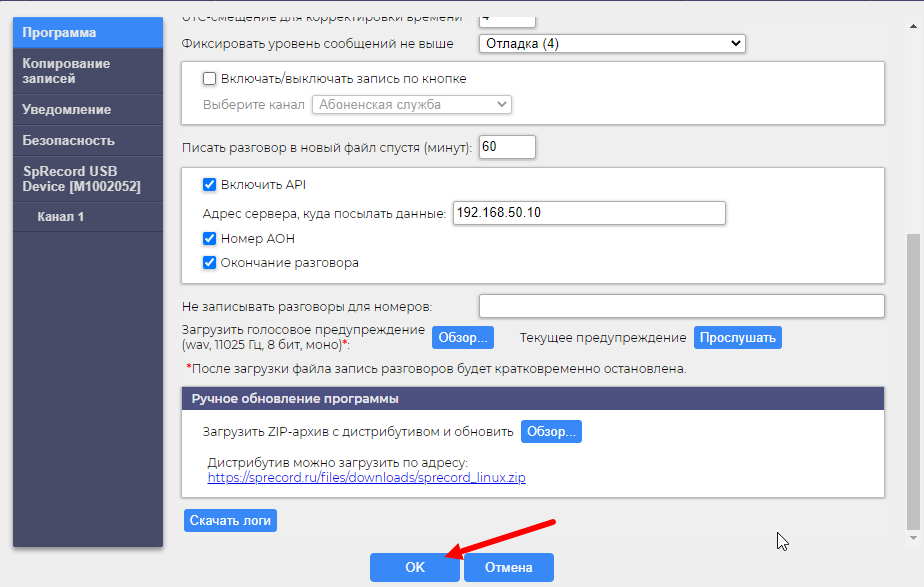 Программа
Копирование
записей
Уведомление
Безопасность
SpRecord USB
Device [M1002052]
Канал 1
UTC-смещение для корректировки времени
4
Фиксировать уровень сообщений не выше
Отладка (4)
Включать/выключать запись по кнопке
Выберите канал
Абоненская служба
Писать разговор в новый файл спустя (минут):
60
Включить API
Адрес сервера, куда посылать данные:
192.168.50.10
Номер АОН
Окончание разговора
Не записывать разговоры для номеров:
Загрузить голосовое предупреждение
(wav, 11025 Гц, 8 бит, моно)*:
Обзор...
Текущее предупреждение
Прослушать
*После загрузки файла запись разговоров будет кратковременно остановлена.
Ручное обновление программы
Загрузить ZIP-архив с дистрибутивом и обновить
Обзор...
Дистрибутив можно загрузить по адресу:
https://sprecord.ru/files/downloads/sprecord_linux.zip
Скачать логи
OK
Отмена